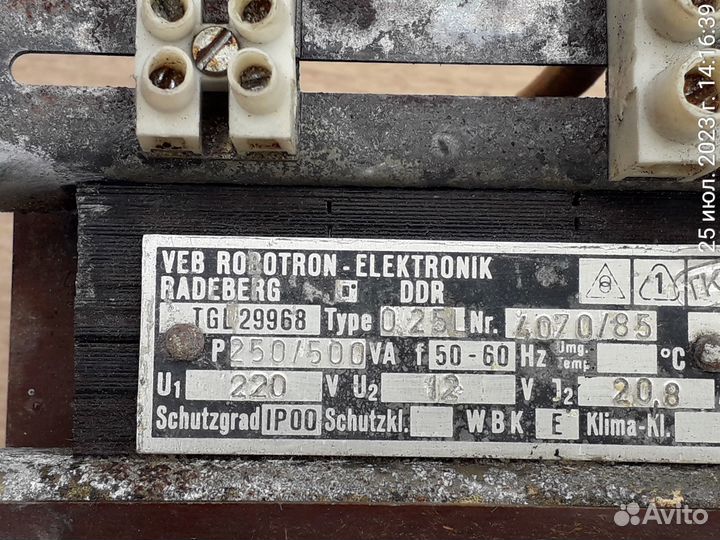 VEB ROBOTRON-ELEKTRONIK
RADEBERG DDR
TGL 29968 Type 0.25L Nr. 4070/85
P 250/500 VA f 50-60 Hz Umg. Temp. °C
U1 220 V U2 12 V J2 20.8
Schutzgrad IP00 Schutzkl. WBK E Klima-Kl.
1
25 июл. 2023 г. 14:16:39
Avito